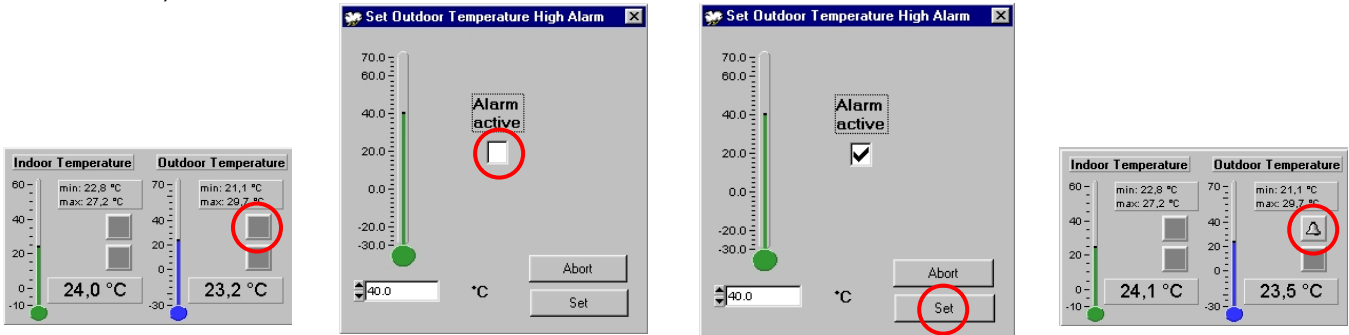 Set Outdoor Temperature High Alarm
70.0
60.0
40.0
20.0
0.0
-20.0
-30.0
Alarm
active
40.0
°C
Abort
Set
Set Outdoor Temperature High Alarm
70.0
60.0
40.0
20.0
0.0
-20.0
-30.0
Alarm
active
40.0
°C
Abort
Set
Indoor Temperature
60
40
20
0
-10
min: 22,8 °C
max: 27,2 °C
24,0 °C
Outdoor Temperature
70
40
20
0
-30
min: 21,1 °C
max: 29,7 °C
23,2 °C
Indoor Temperature
60
40
20
0
-10
min: 22,8 °C
max: 27,2 °C
24,1 °C
Outdoor Temperature
70
40
20
0
-30
min: 21,1 °C
max: 29,7 °C
23,5 °C